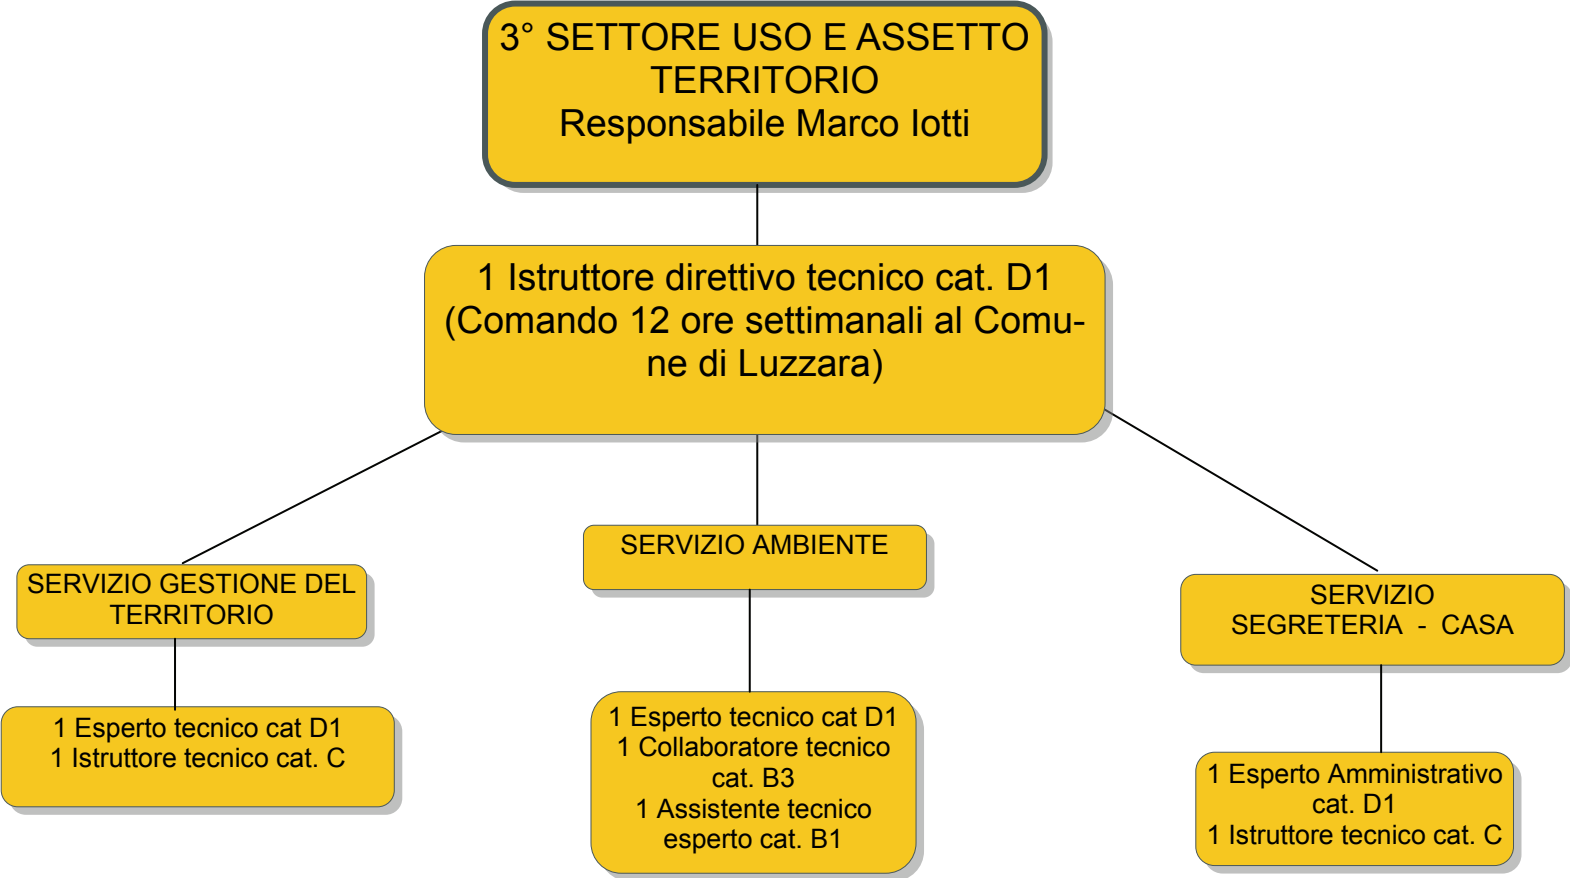 3° SETTORE USO E ASSETTO
TERRITORIO
Responsabile Marco Iotti
1 Istruttore direttivo tecnico cat. D1
(Comando 12 ore settimanali al Comu-
ne di Luzzara)
SERVIZIO GESTIONE DEL
TERRITORIO
1 Esperto tecnico cat D1
1 Istruttore tecnico cat. C
SERVIZIO AMBIENTE
1 Esperto tecnico cat D1
1 Collaboratore tecnico
cat. B3
1 Assistente tecnico
esperto cat. B1
SERVIZIO
SEGRETERIA - CASA
1 Esperto Amministrativo
cat. D1
1 Istruttore tecnico cat. C